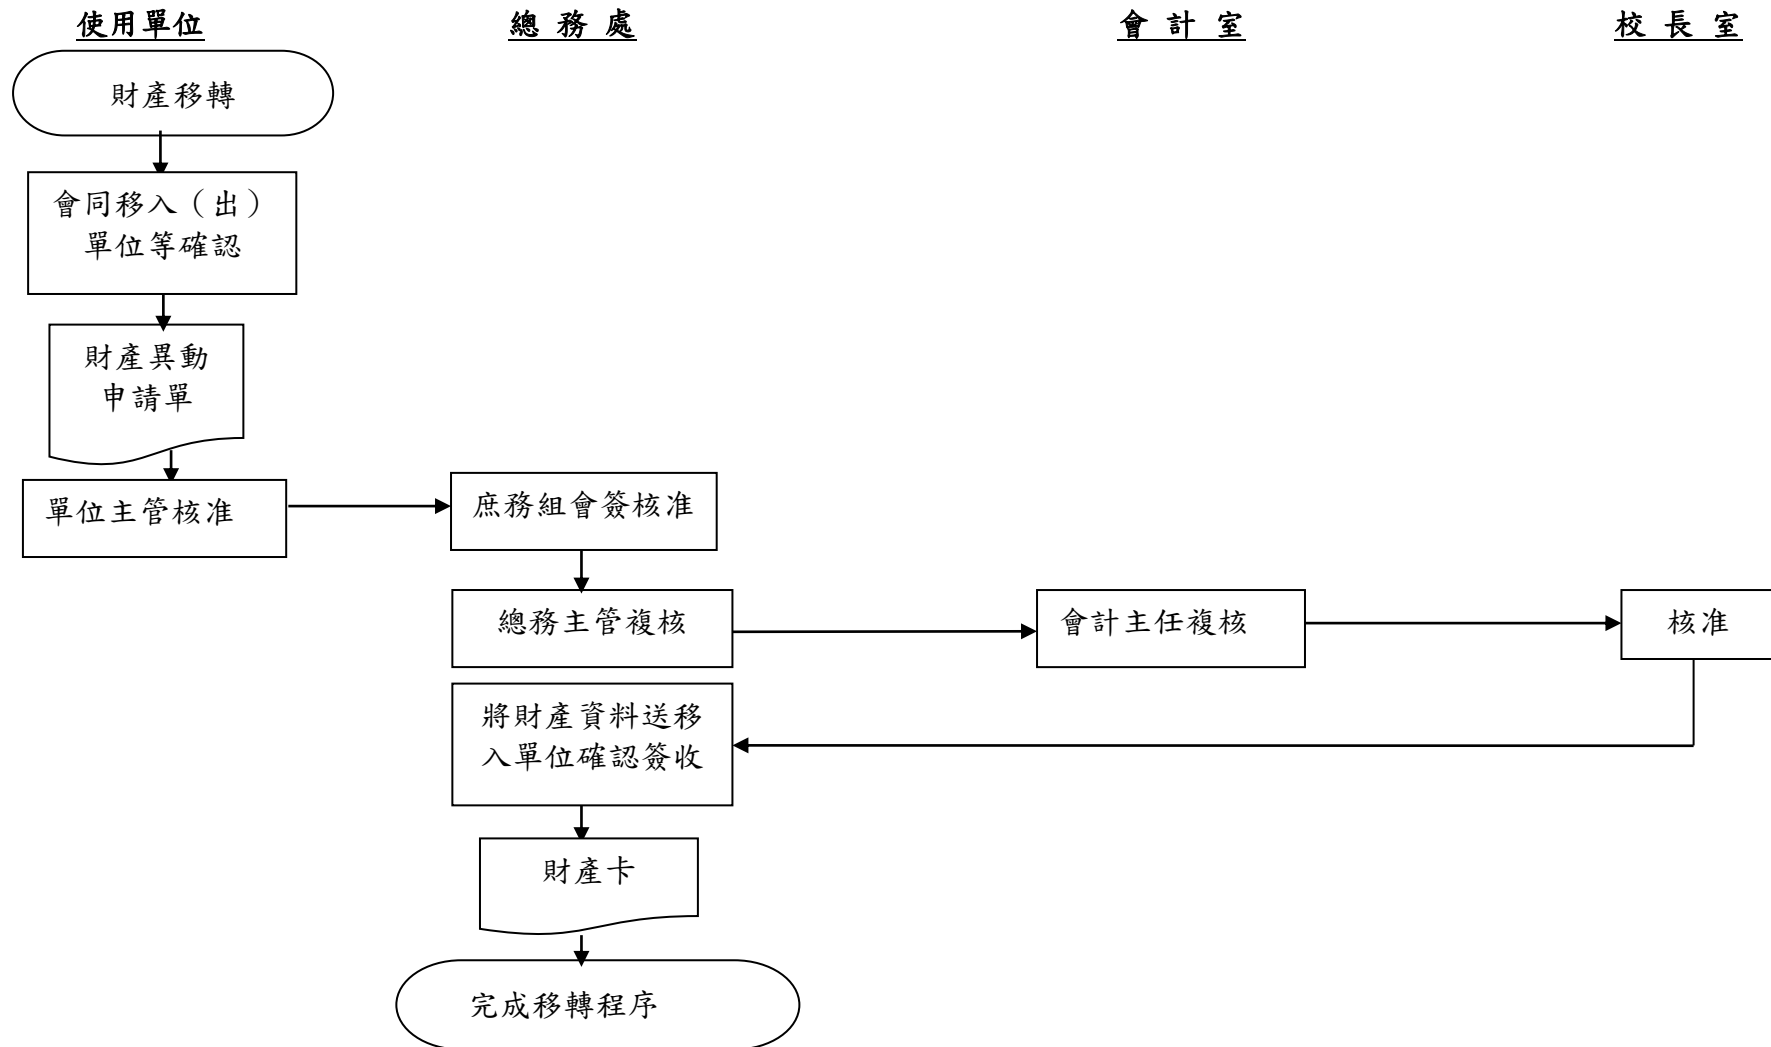 使用單位
總 務 處
會 計 室
校 長 室
財產移轉
會同移入（出）
單位等確認
財產異動
申請單
單位主管核准
庶務組會簽核准
總務主管複核
會計主任複核
核准
將財產資料送移
入單位確認簽收
財產卡
完成移轉程序